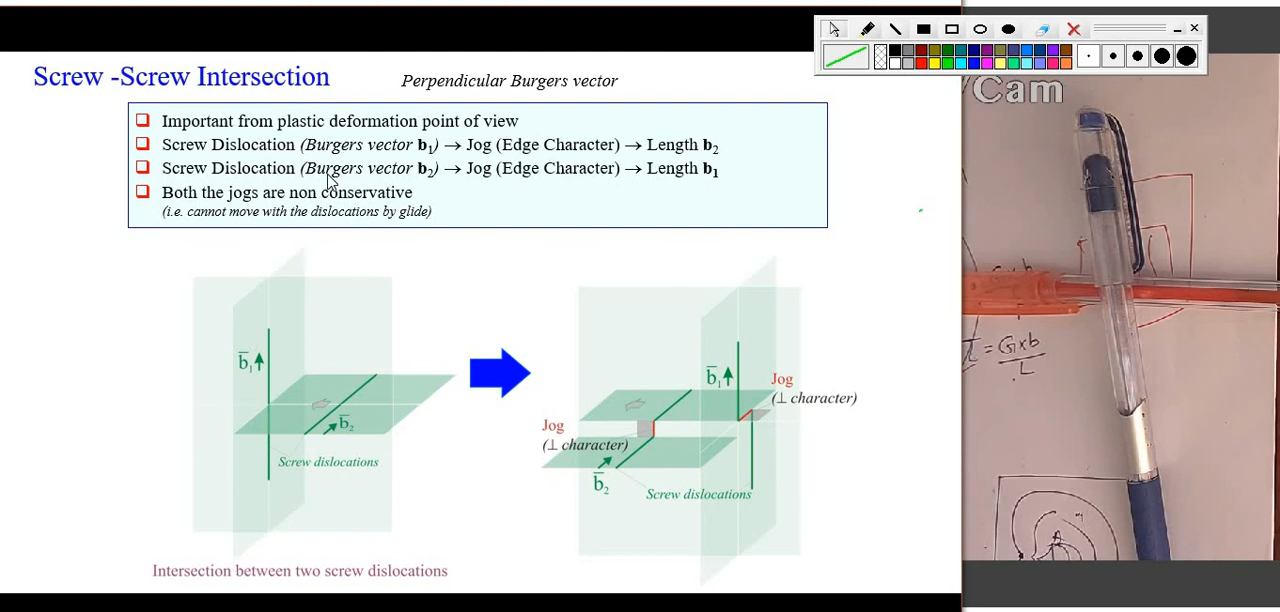 Screw -Screw Intersection
Perpendicular Burgers vector
Important from plastic deformation point of view
Screw Dislocation (Burgers vector b₁) → Jog (Edge Character) → Length b₂
Screw Dislocation (Burgers vector b₂) → Jog (Edge Character) → Length b₁
Both the jogs are non conservative
(i.e. cannot move with the dislocations by glide)
b̄₁
b̄₂
Screw dislocations
b̄₁
Jog
(⊥ character)
Jog
(⊥ character)
b̄₂
Screw dislocations
Intersection between two screw dislocations
Cam
= G×b
L